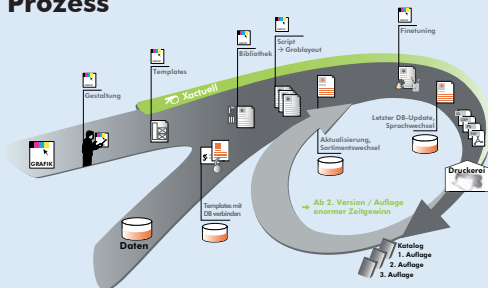 Prozess
Finetuning
Script
→ Groblayout
Bibliothek
Templates
Gestaltung
Xactuell
Letzter DB-Update,
Sprachwechsel
Aktualisierung,
Sortimentswechsel
GRAFIK
Druckerei
Templates mit
DB verbinden
→ Ab 2. Version / Auflage
enormer Zeitgewinn
Daten
Katalog
1. Auflage
2. Auflage
3. Auflage